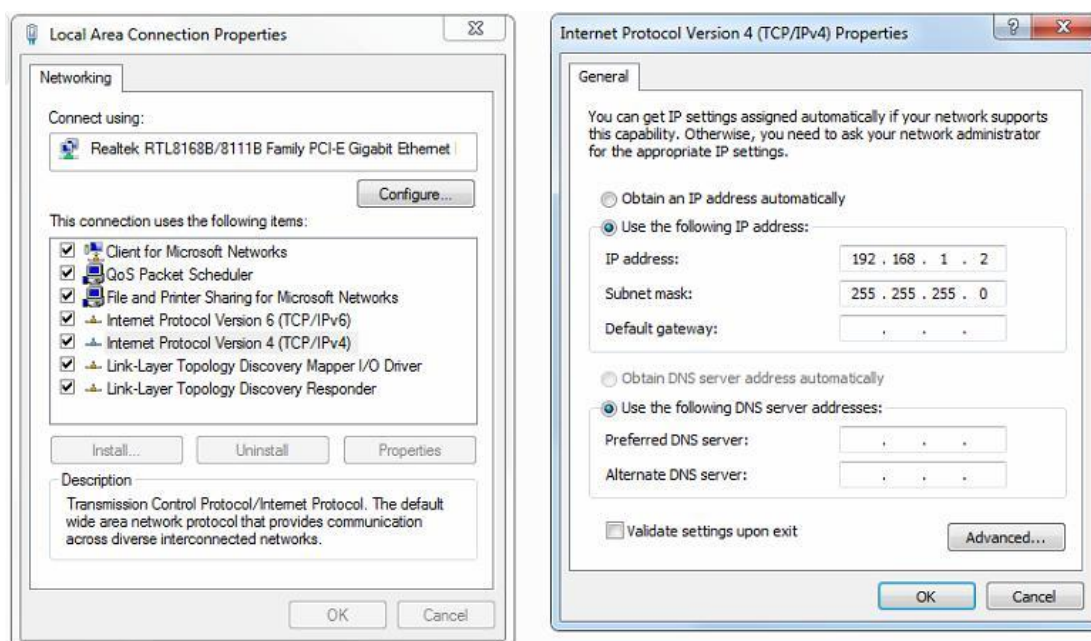 Local Area Connection Properties
Networking
Connect using:
Realtek RTL8168B/8111B Family PCI-E Gigabit Ethernet
Configure...
This connection uses the following items:
Client for Microsoft Networks
QoS Packet Scheduler
File and Printer Sharing for Microsoft Networks
Internet Protocol Version 6 (TCP/IPv6)
Internet Protocol Version 4 (TCP/IPv4)
Link-Layer Topology Discovery Mapper I/O Driver
Link-Layer Topology Discovery Responder
Install...
Uninstall
Properties
Description
Transmission Control Protocol/Internet Protocol. The default
wide area network protocol that provides communication
across diverse interconnected networks.
OK
Cancel
Internet Protocol Version 4 (TCP/IPv4) Properties
General
You can get IP settings assigned automatically if your network supports
this capability. Otherwise, you need to ask your network administrator
for the appropriate IP settings.
Obtain an IP address automatically
Use the following IP address:
IP address: 192 . 168 . 1 . 2
Subnet mask: 255 . 255 . 255 . 0
Default gateway: . . .
Obtain DNS server address automatically
Use the following DNS server addresses:
Preferred DNS server: . . .
Alternate DNS server: . . .
Validate settings upon exit
Advanced...
OK
Cancel